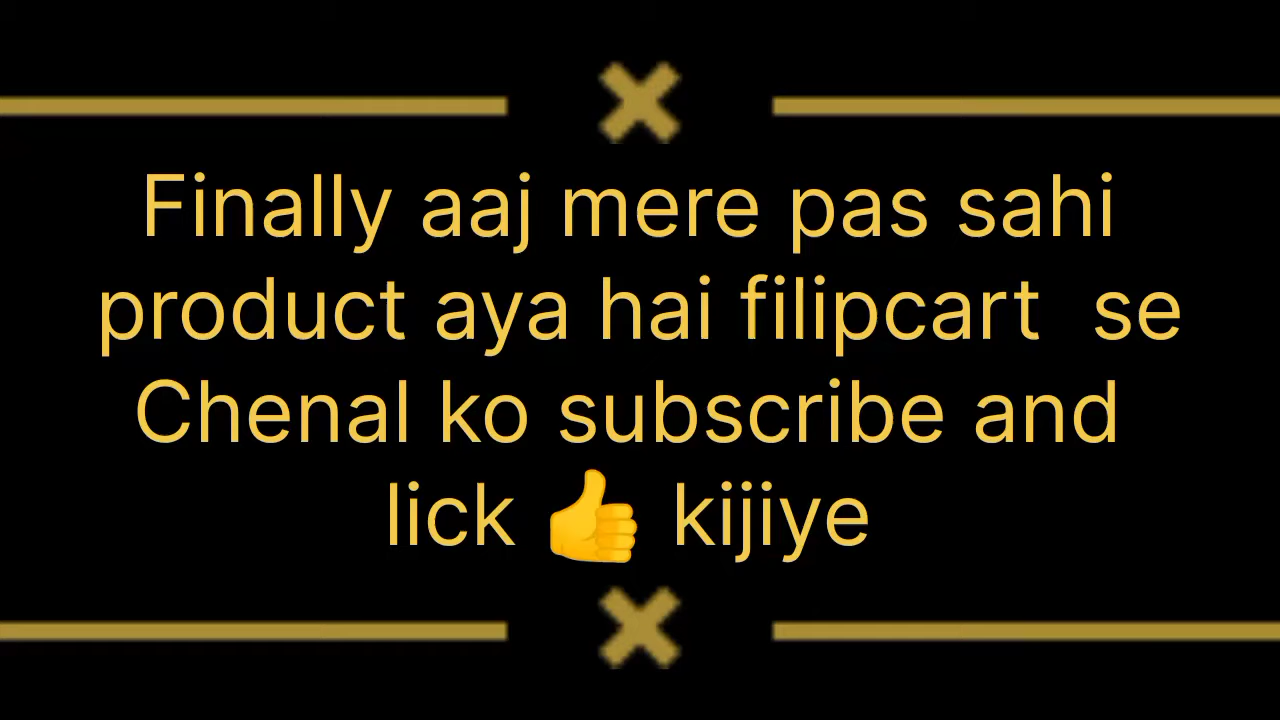 Finally aaj mere pas sahi
product aya hai filipcart  se
Chenal ko subscribe and
lick 👍 kijiye